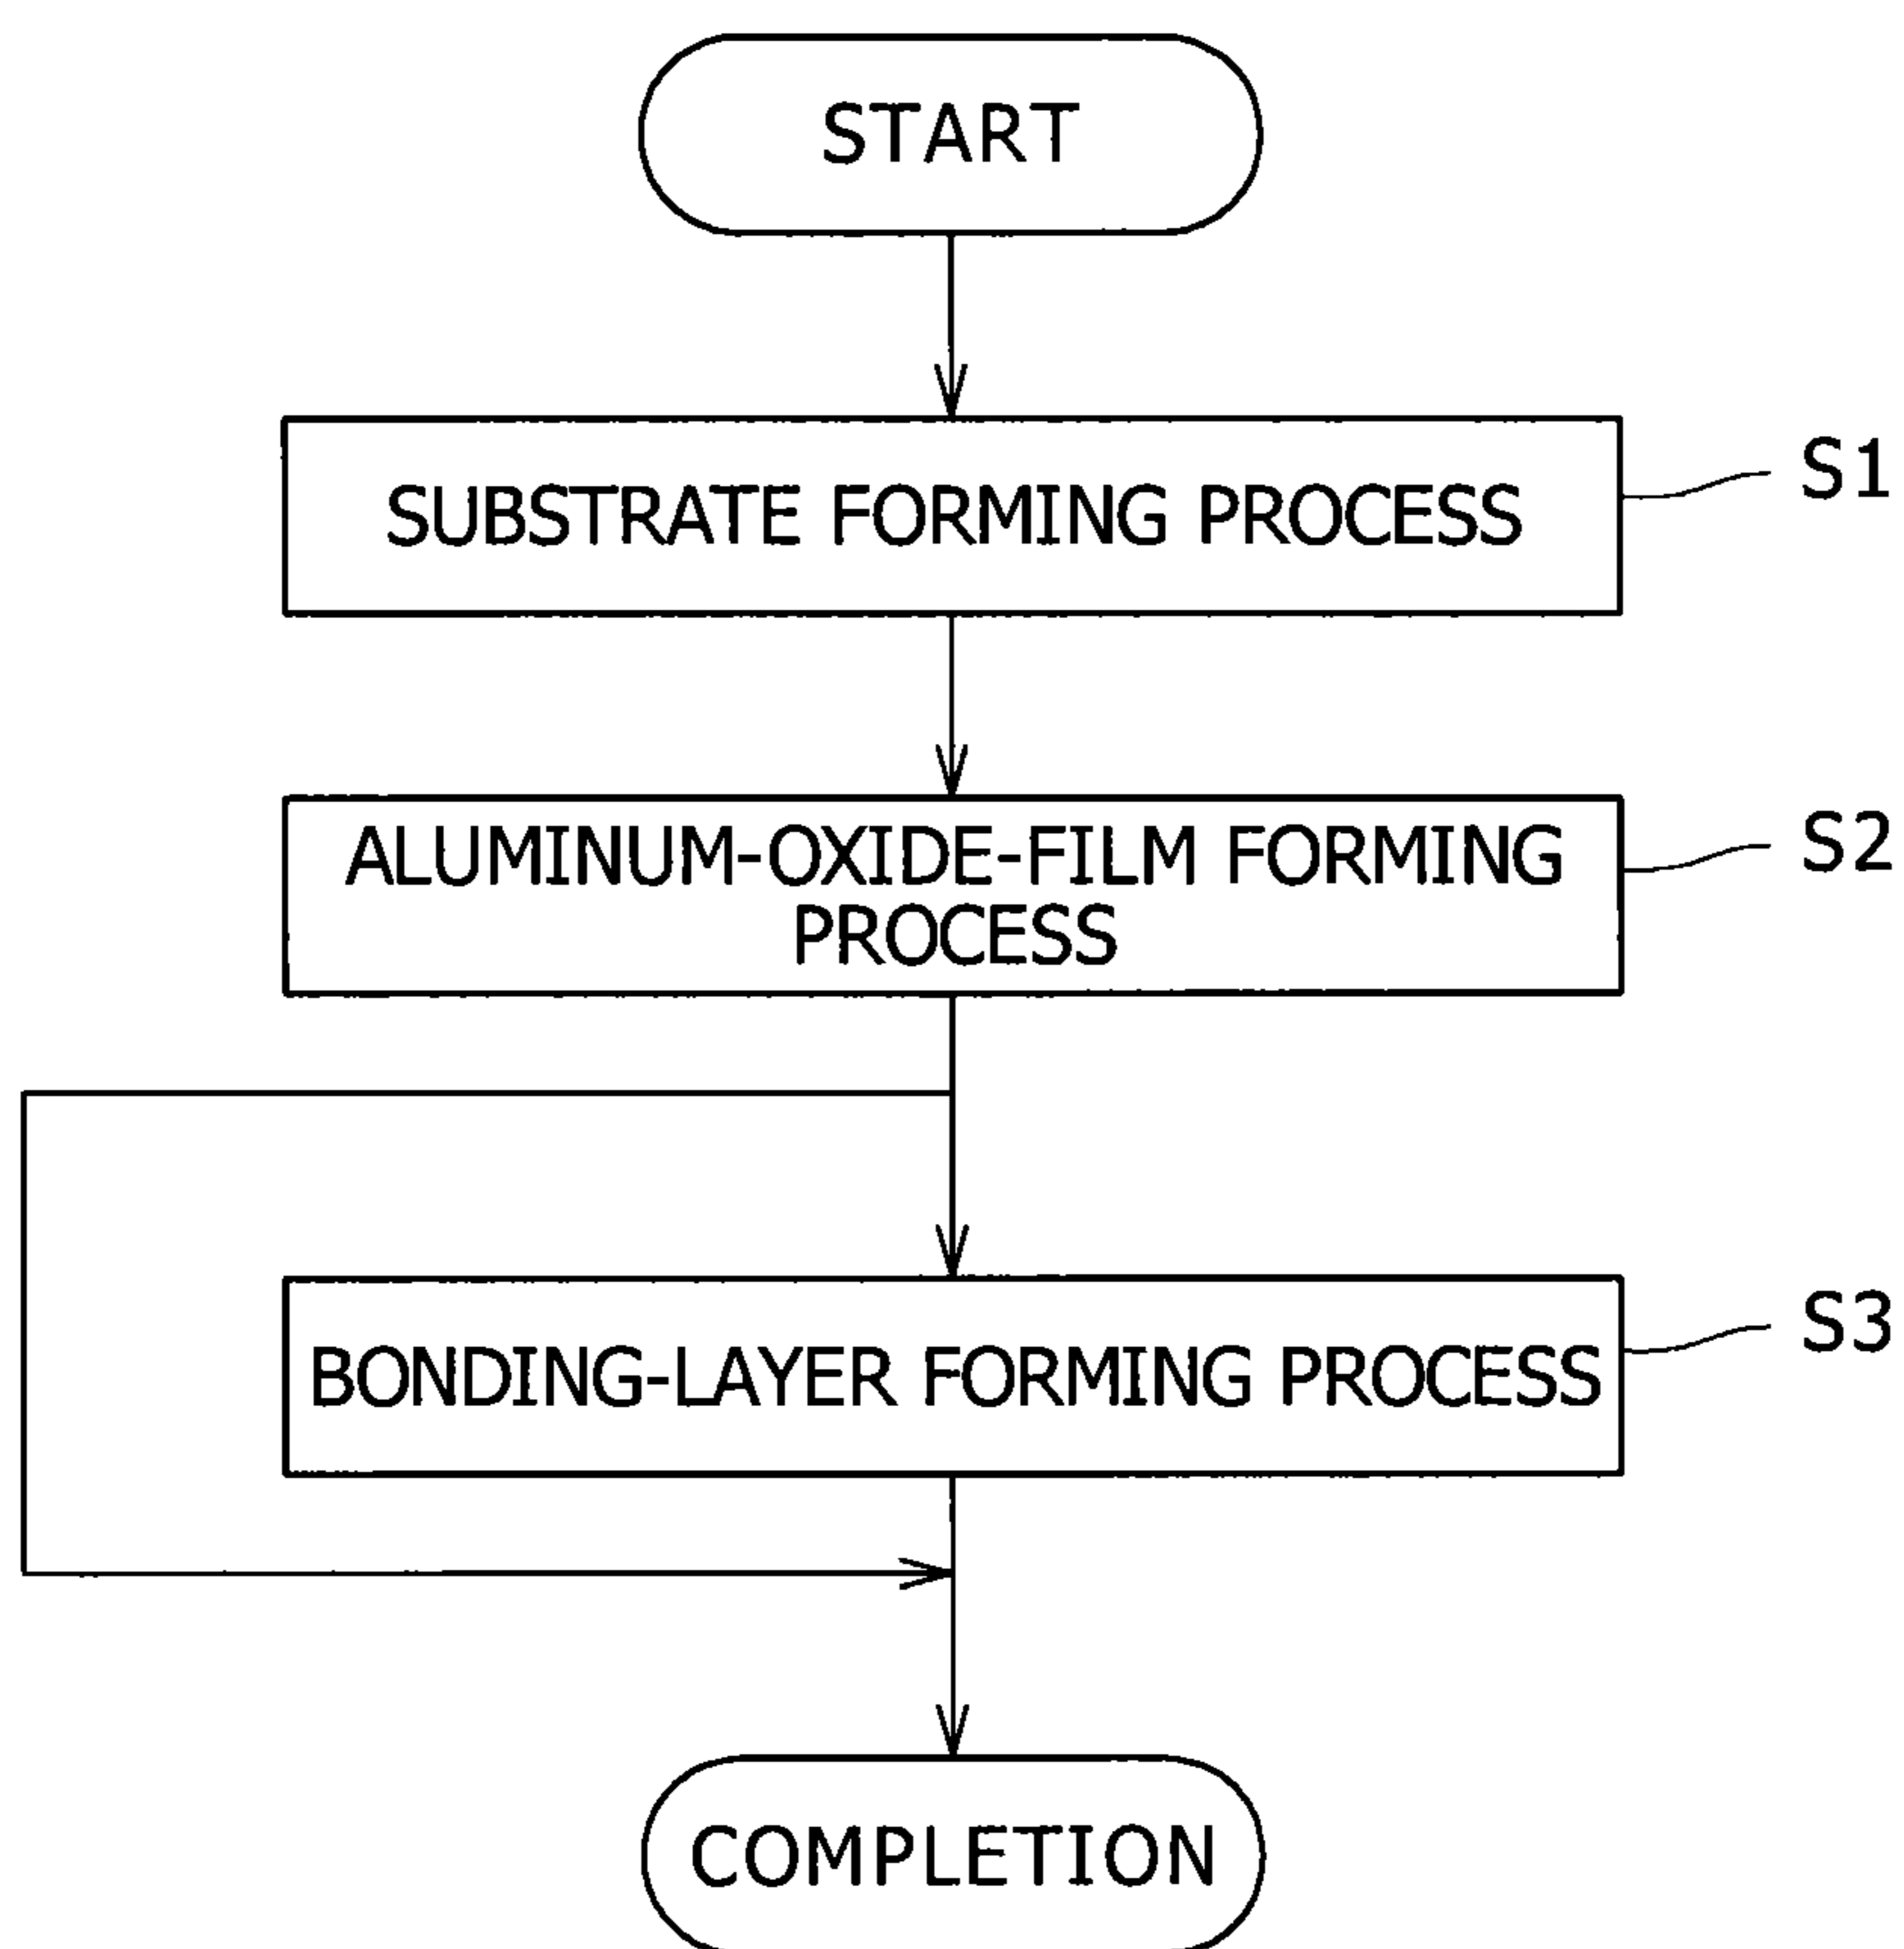 START
SUBSTRATE FORMING PROCESS
S1
ALUMINUM-OXIDE-FILM FORMING
PROCESS
S2
BONDING-LAYER FORMING PROCESS
S3
COMPLETION